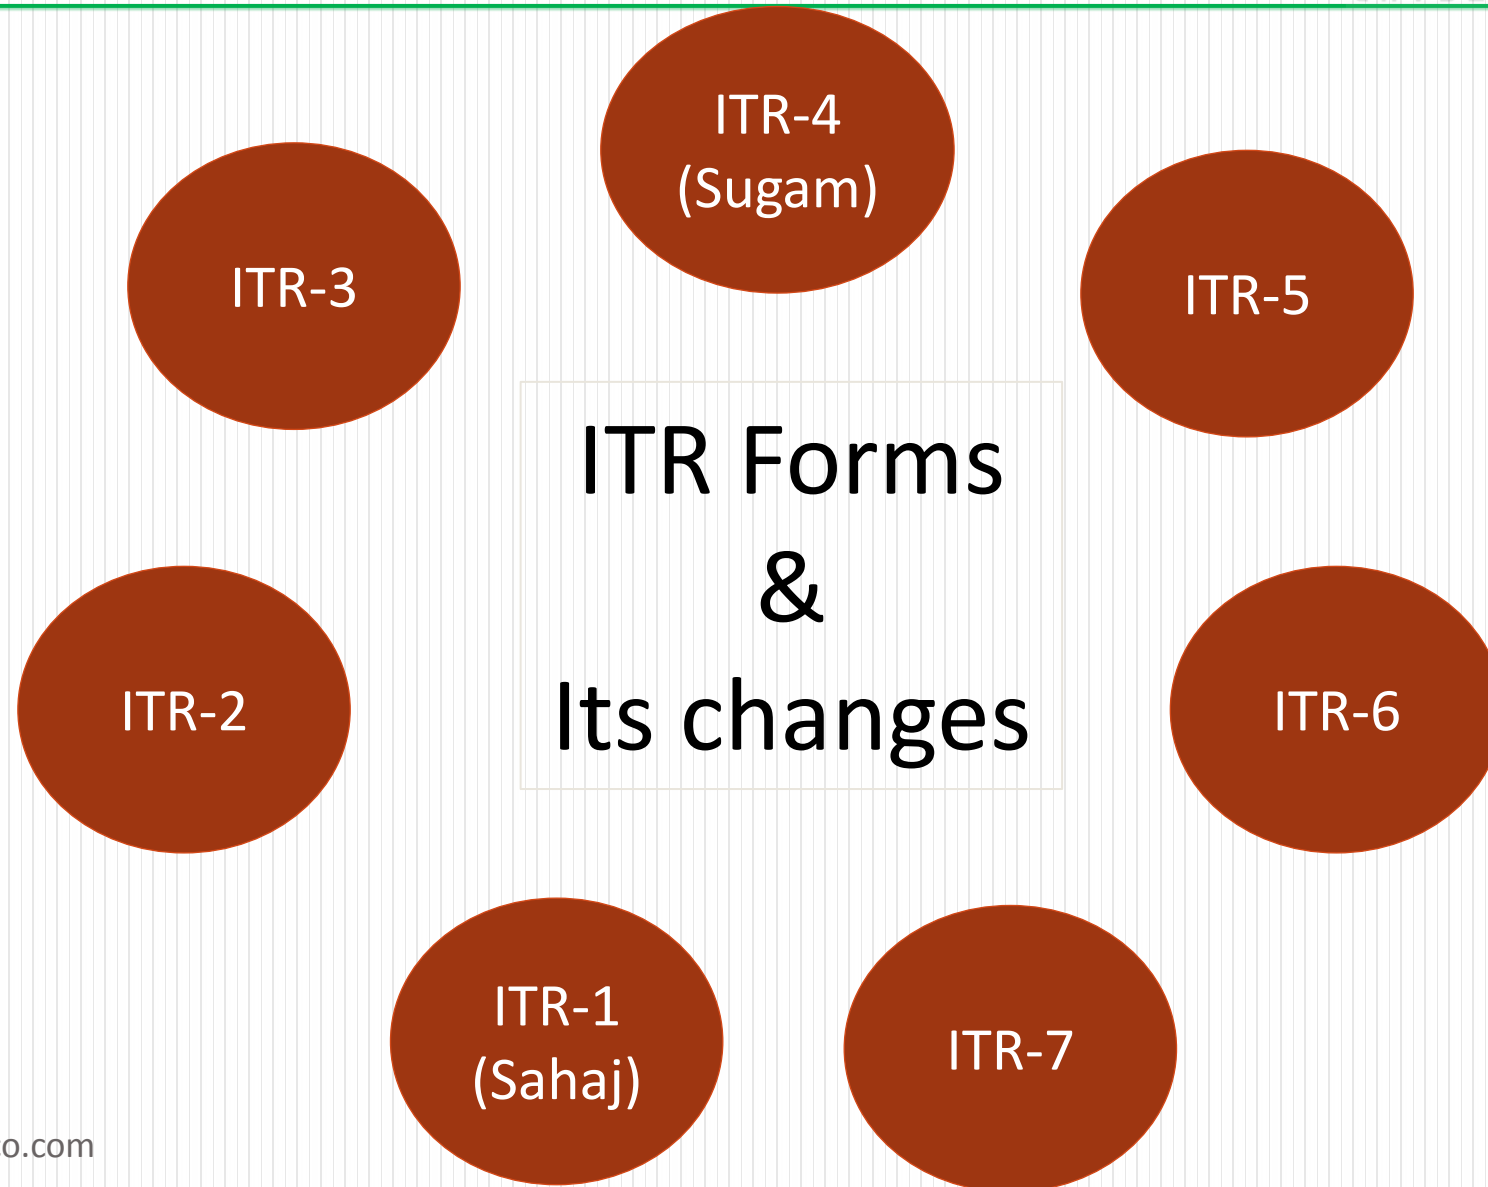 ITR-4
(Sugam)
ITR-3
ITR-5
ITR Forms
&
Its changes
ITR-2
ITR-6
ITR-1
(Sahaj)
ITR-7
o.com